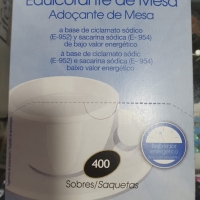 Edulcorante de Mesa
Adoçante de Mesa
a base de ciclamato sódico
(E-952) y sacarina sódica (E- 954)
de bajo valor energético
à base de ciclamato sódic
(E-952) e sacarina sódica (E-954)
baixo valor energético
400
Sobres/Saquetas